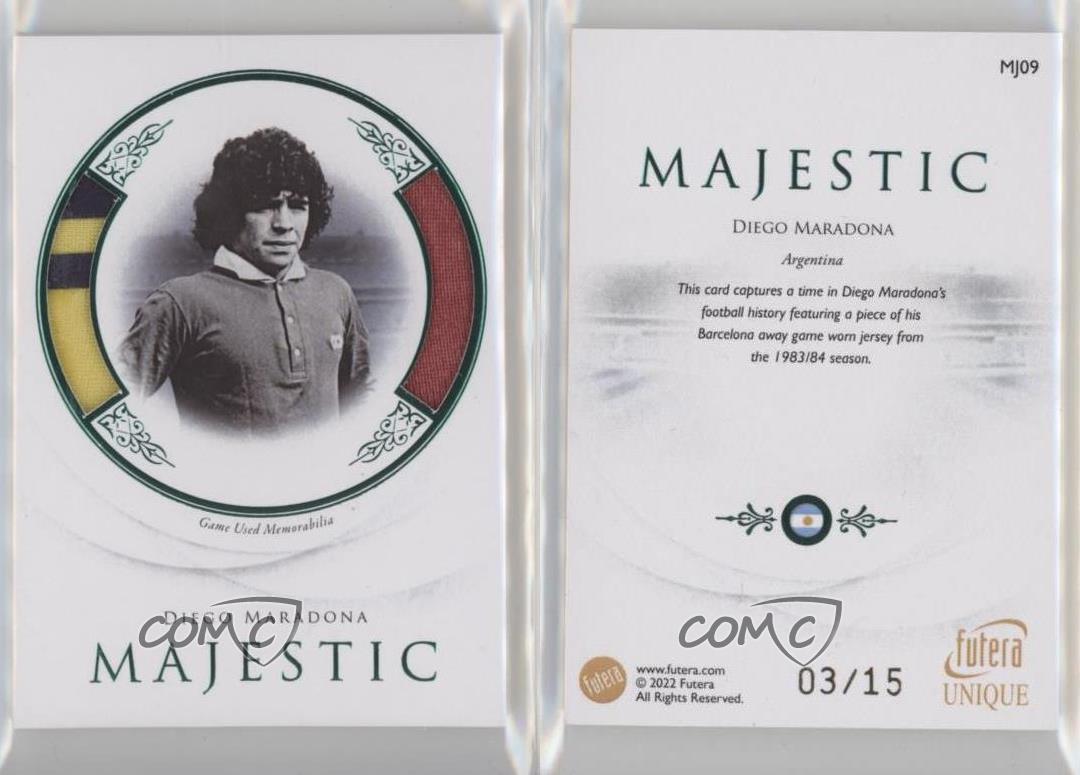 Game Used Memorabilia
DIEGO MARADONA
MAJESTIC
COMC
MJ09
MAJESTIC
DIEGO MARADONA
Argentina
This card captures a time in Diego Maradona's
football history featuring a piece of his
Barcelona away game worn jersey from
the 1983/84 season.
COMC
futera
www.futera.com
© 2022 Futera
All Rights Reserved.
03/15
futera
UNIQUE